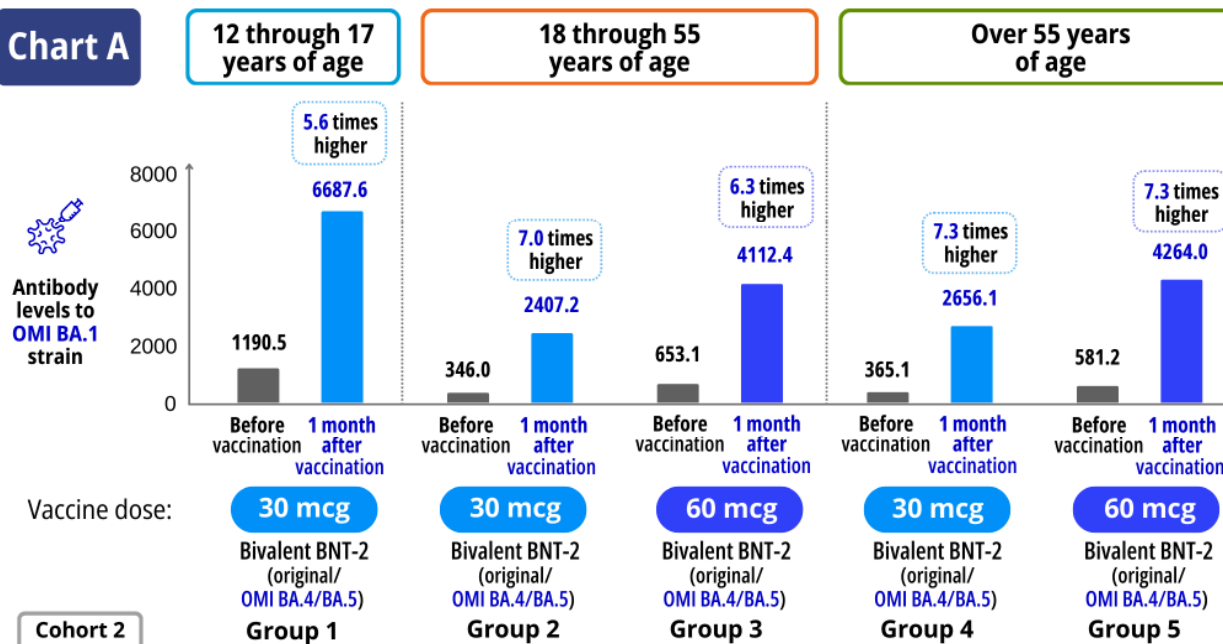 Chart A
12 through 17
years of age
18 through 55
years of age
Over 55 years
of age
Antibody
levels to
OMI BA.1
strain
8000
6000
4000
2000
0
1190.5
5.6 times
higher
6687.6
346.0
7.0 times
higher
2407.2
653.1
6.3 times
higher
4112.4
365.1
7.3 times
higher
2656.1
581.2
7.3 times
higher
4264.0
Before
vaccination
1 month
after
vaccination
Before
vaccination
1 month
after
vaccination
Before
vaccination
1 month
after
vaccination
Before
vaccination
1 month
after
vaccination
Before
vaccination
1 month
after
vaccination
Vaccine dose:
30 mcg
Bivalent BNT-2
(original/
OMI BA.4/BA.5)
Group 1
30 mcg
Bivalent BNT-2
(original/
OMI BA.4/BA.5)
Group 2
60 mcg
Bivalent BNT-2
(original/
OMI BA.4/BA.5)
Group 3
30 mcg
Bivalent BNT-2
(original/
OMI BA.4/BA.5)
Group 4
60 mcg
Bivalent BNT-2
(original/
OMI BA.4/BA.5)
Group 5
Cohort 2